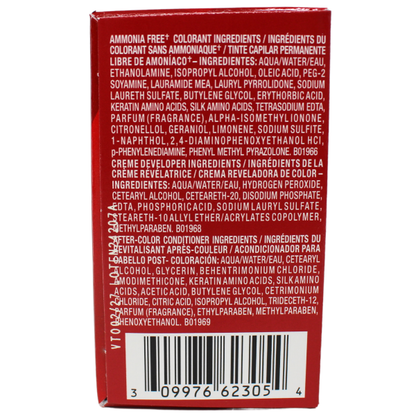 AMMONIA FREE† COLORANT INGREDIENTS / INGRÉDIENTS DU
COLORANT SANS AMMONIAQUE† / TINTE CAPILAR PERMANENTE
LIBRE DE AMONÍACO†– INGREDIENTES: AQUA/WATER/EAU,
ETHANOLAMINE, ISOPROPYL ALCOHOL, OLEIC ACID, PEG-2
SOYAMINE, LAURAMIDE MEA, LAURYL PYRROLIDONE, SODIUM
LAURETH SULFATE, BUTYLENE GLYCOL, ERYTHORBIC ACID,
KERATIN AMINO ACIDS, SILK AMINO ACIDS, TETRASODIUM EDTA,
PARFUM (FRAGRANCE), ALPHA-ISOMETHYL IONONE,
CITRONELLOL, GERANIOL, LIMONENE, SODIUM SULFITE,
1-NAPHTHOL, 2,4-DIAMINOPHENOXYETHANOL HCl,
p-PHENYLENEDIAMINE, PHENYL METHYL PYRAZOLONE. B01966
CREME DEVELOPER INGREDIENTS / INGRÉDIENTS DE LA
CRÈME RÉVÉLATRICE / CREMA REVELADORA DE COLOR –
INGREDIENTES: AQUA/WATER/EAU, HYDROGEN PEROXIDE,
CETEARYL ALCOHOL, CETEARETH-20, DISODIUM PHOSPHATE,
EDTA, PHOSPHORIC ACID, SODIUM LAURYL SULFATE,
STEARETH-10 ALLYL ETHER/ACRYLATES COPOLYMER,
METHYLPARABEN. B01968
AFTER-COLOR CONDITIONER INGREDIENTS / INGRÉDIENTS DU
REVITALISANT APRÈS-COULEUR / ACONDICIONADOR PARA
CABELLO POST- COLORACIÓN: AQUA/WATER/EAU, CETEARYL
ALCOHOL, GLYCERIN, BEHENTRIMONIUM CHLORIDE,
AMODIMETHICONE, KERATIN AMINO ACIDS, SILK AMINO
ACIDS, ACETIC ACID, BUTYLENE GLYCOL, CETRIMONIUM
CHLORIDE, CITRIC ACID, ISOPROPYL ALCOHOL, TRIDECETH-12,
PARFUM (FRAGRANCE), ETHYLPARABEN, METHYLPARABEN,
PHENOXYETHANOL. B01969
3 09976 62305 4